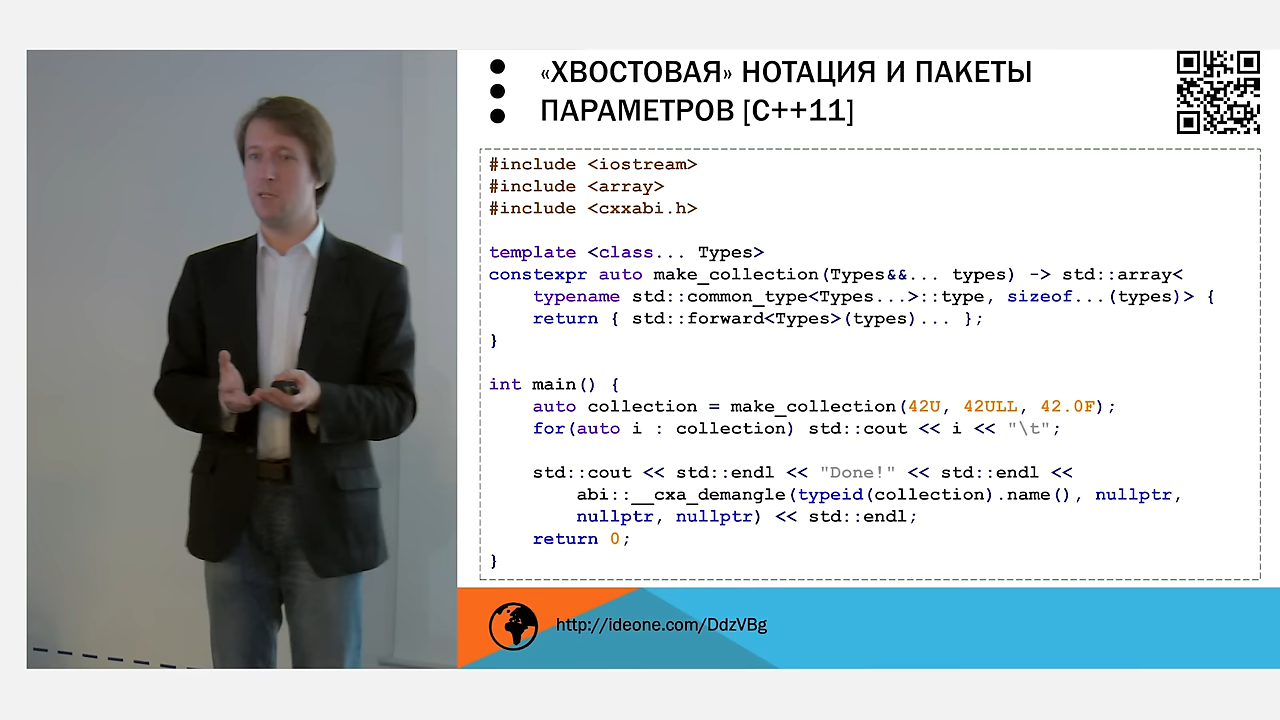 «ХВОСТОВАЯ» НОТАЦИЯ И ПАКЕТЫ
ПАРАМЕТРОВ [C++11]
#include <iostream>
#include <array>
#include <cxxabi.h>
template <class... Types>
constexpr auto make_collection(Types&&... types) -> std::array<
typename std::common_type<Types...>::type, sizeof...(types)> {
return { std::forward<Types>(types)... };
}
int main() {
auto collection = make_collection(42U, 42ULL, 42.0F);
for(auto i : collection) std::cout << i << "\t";
std::cout << std::endl << "Done!" << std::endl <<
abi::__cxa_demangle(typeid(collection).name(), nullptr,
nullptr, nullptr) << std::endl;
return 0;
}
http://ideone.com/DdzVBg